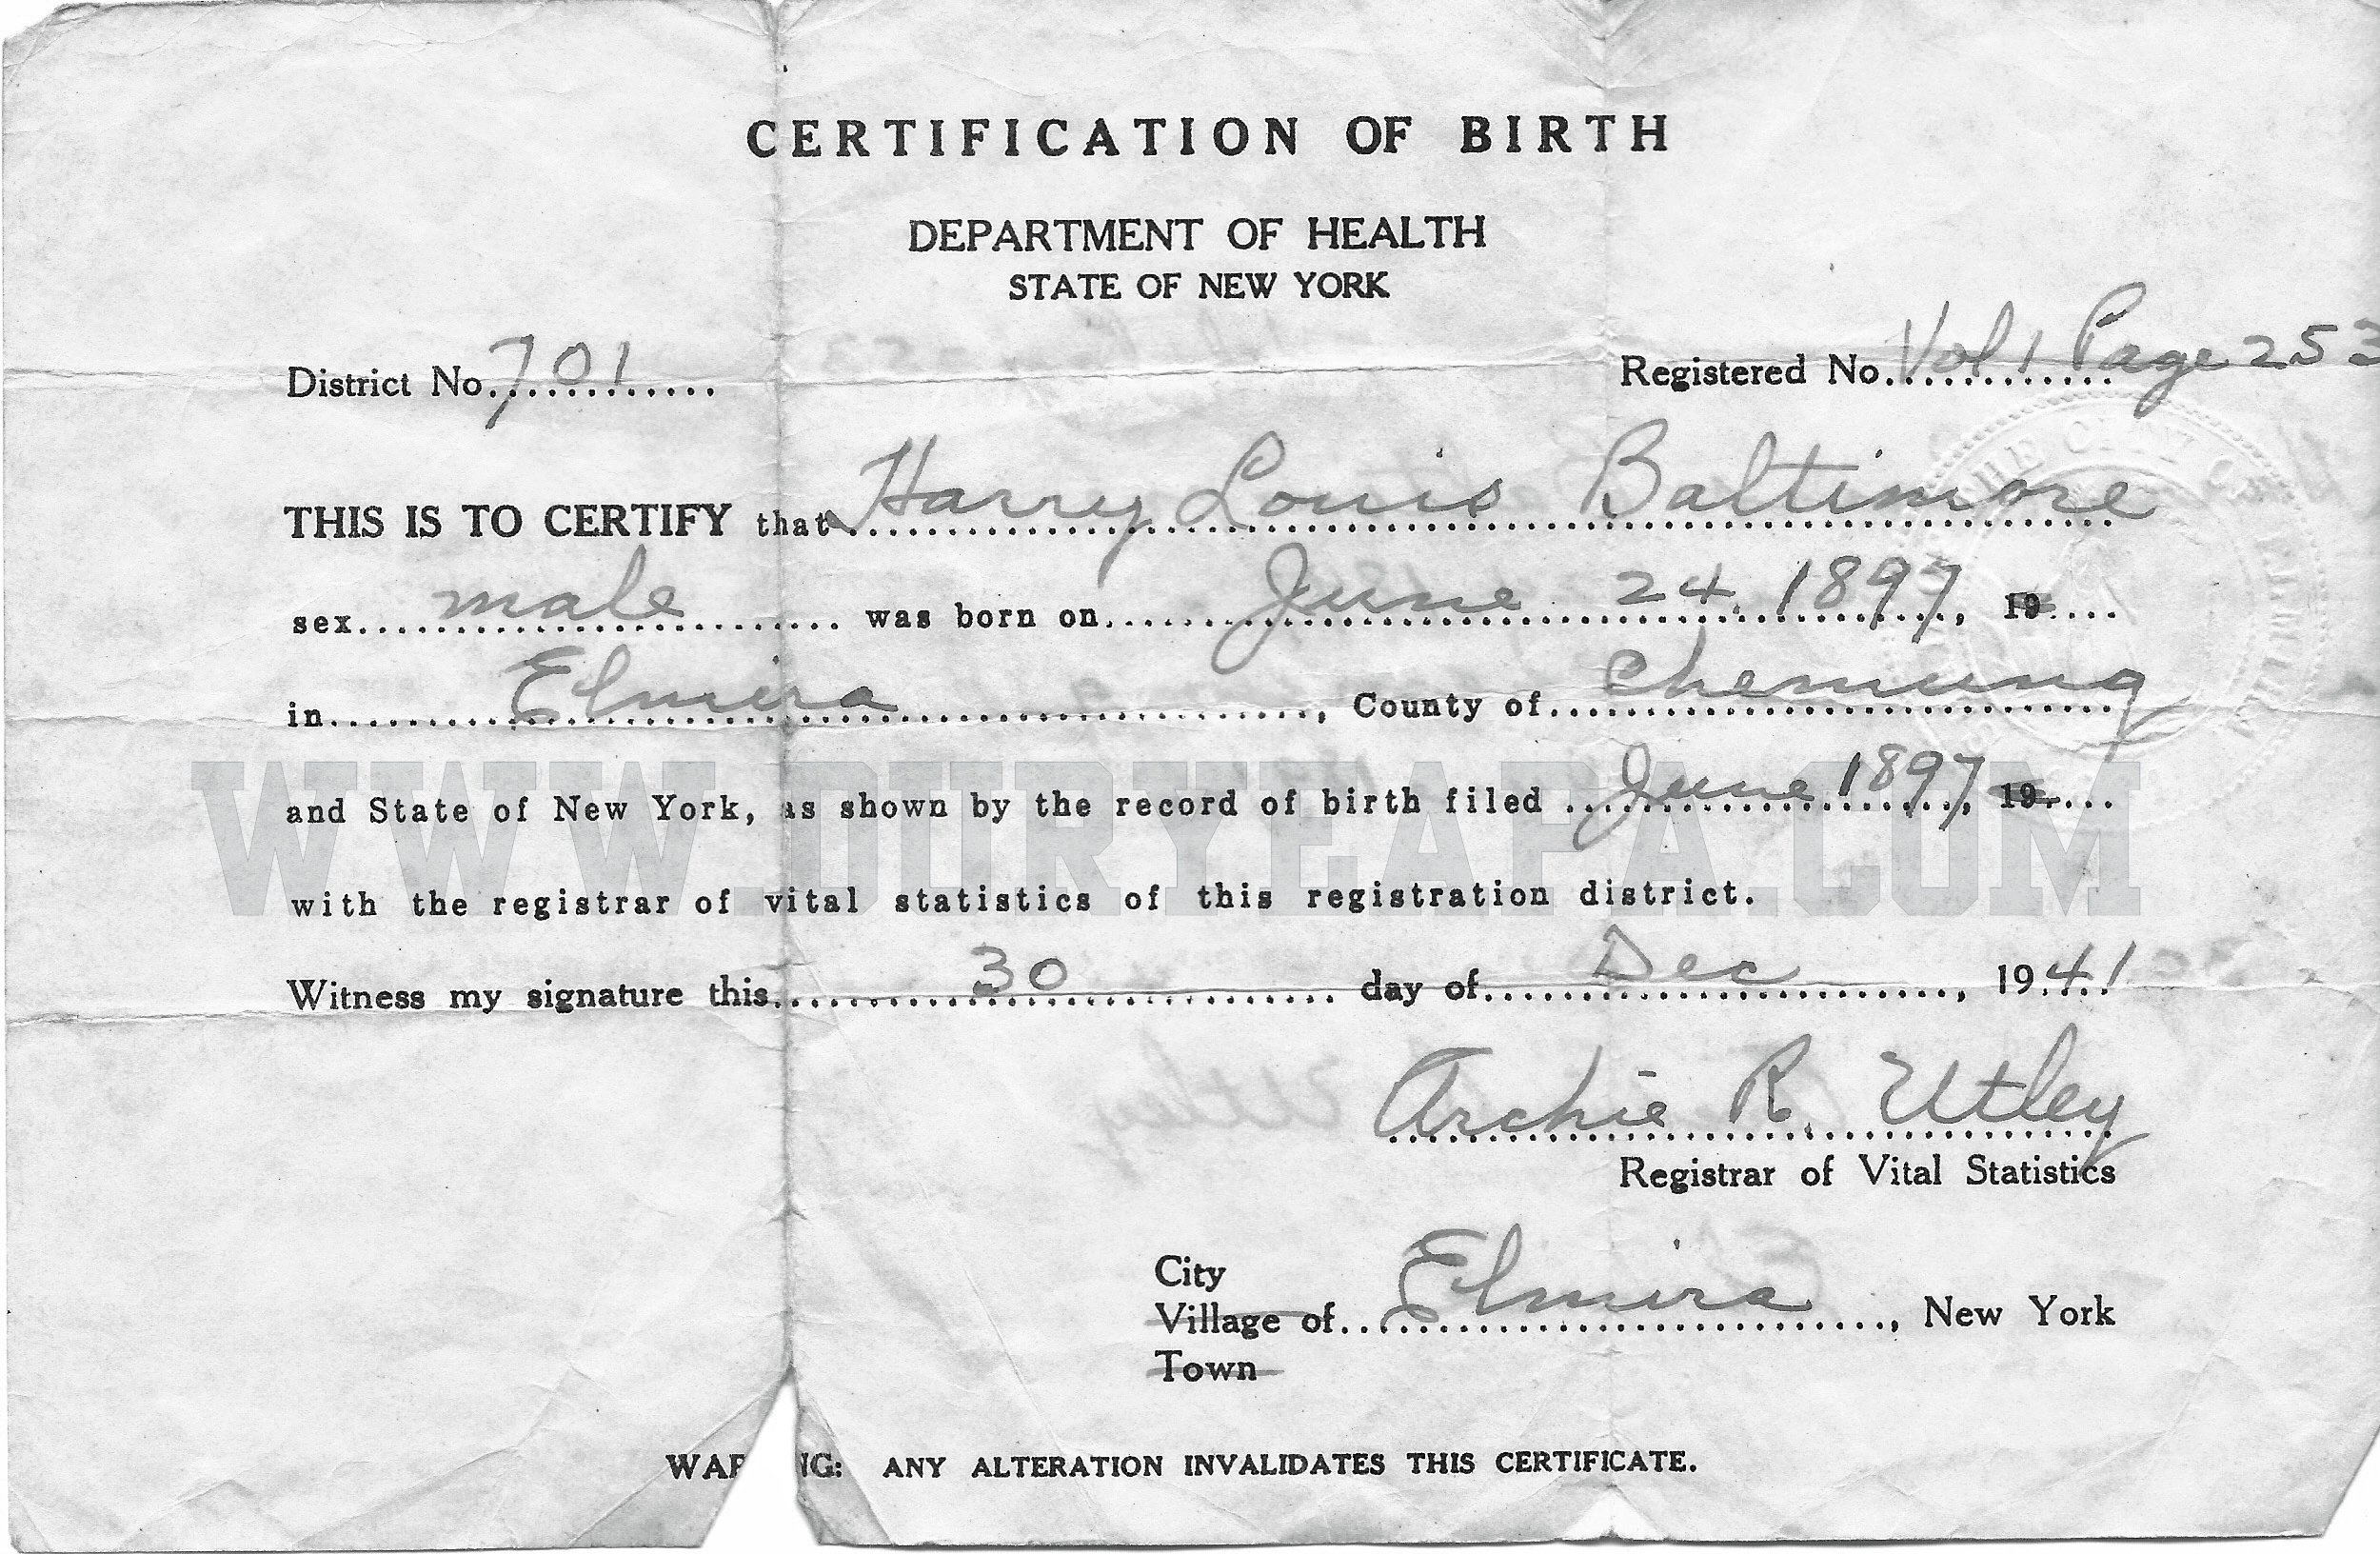 CERTIFICATION OF BIRTH
DEPARTMENT OF HEALTH
STATE OF NEW YORK
District No. 701 Registered No. Vol 1 Page 253
THIS IS TO CERTIFY that Harry Louis Baltimore
sex male was born on June 24, 1897, 19
in Elmira, County of Chemung
and State of New York, as shown by the record of birth filed June 1897, 19
WWW.DURYEAPA.COM
with the registrar of vital statistics of this registration district.
Witness my signature this 30 day of Dec, 1941
Archie R. Utley
Registrar of Vital Statistics
City
Village of Elmira, New York
Town
WAR NG: ANY ALTERATION INVALIDATES THIS CERTIFICATE.